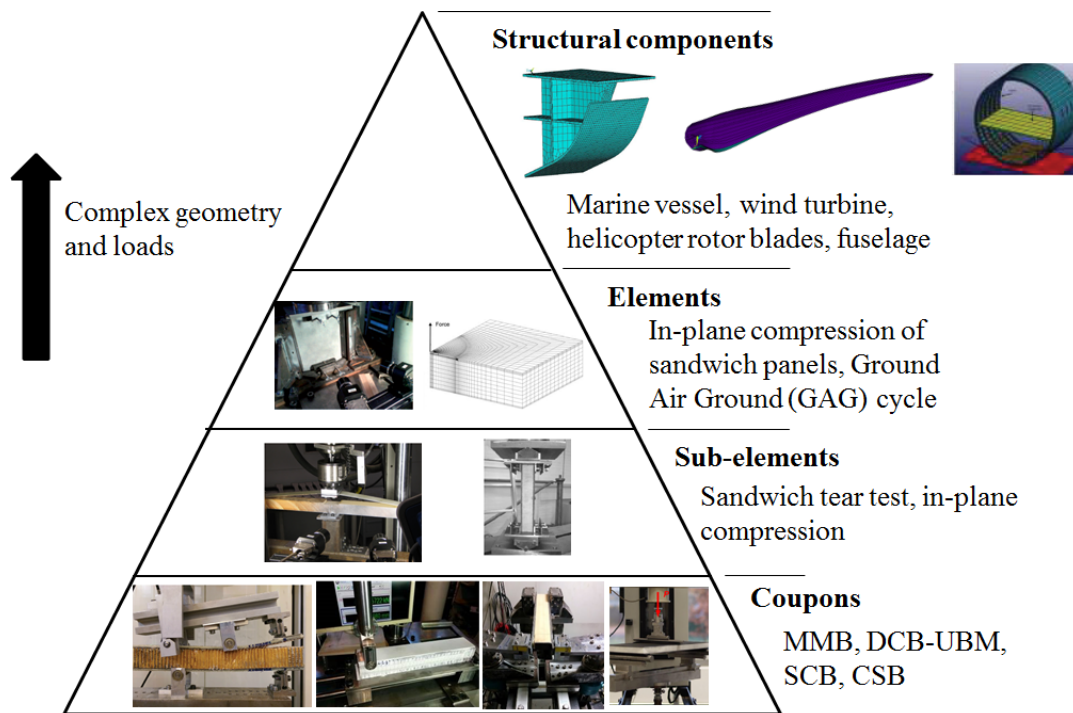 Structural components
Marine vessel, wind turbine,
helicopter rotor blades, fuselage
Complex geometry
and loads
Elements
In-plane compression of
sandwich panels, Ground
Air Ground (GAG) cycle
Force
Sub-elements
Sandwich tear test, in-plane
compression
Coupons
MMB, DCB-UBM,
SCB, CSB
P